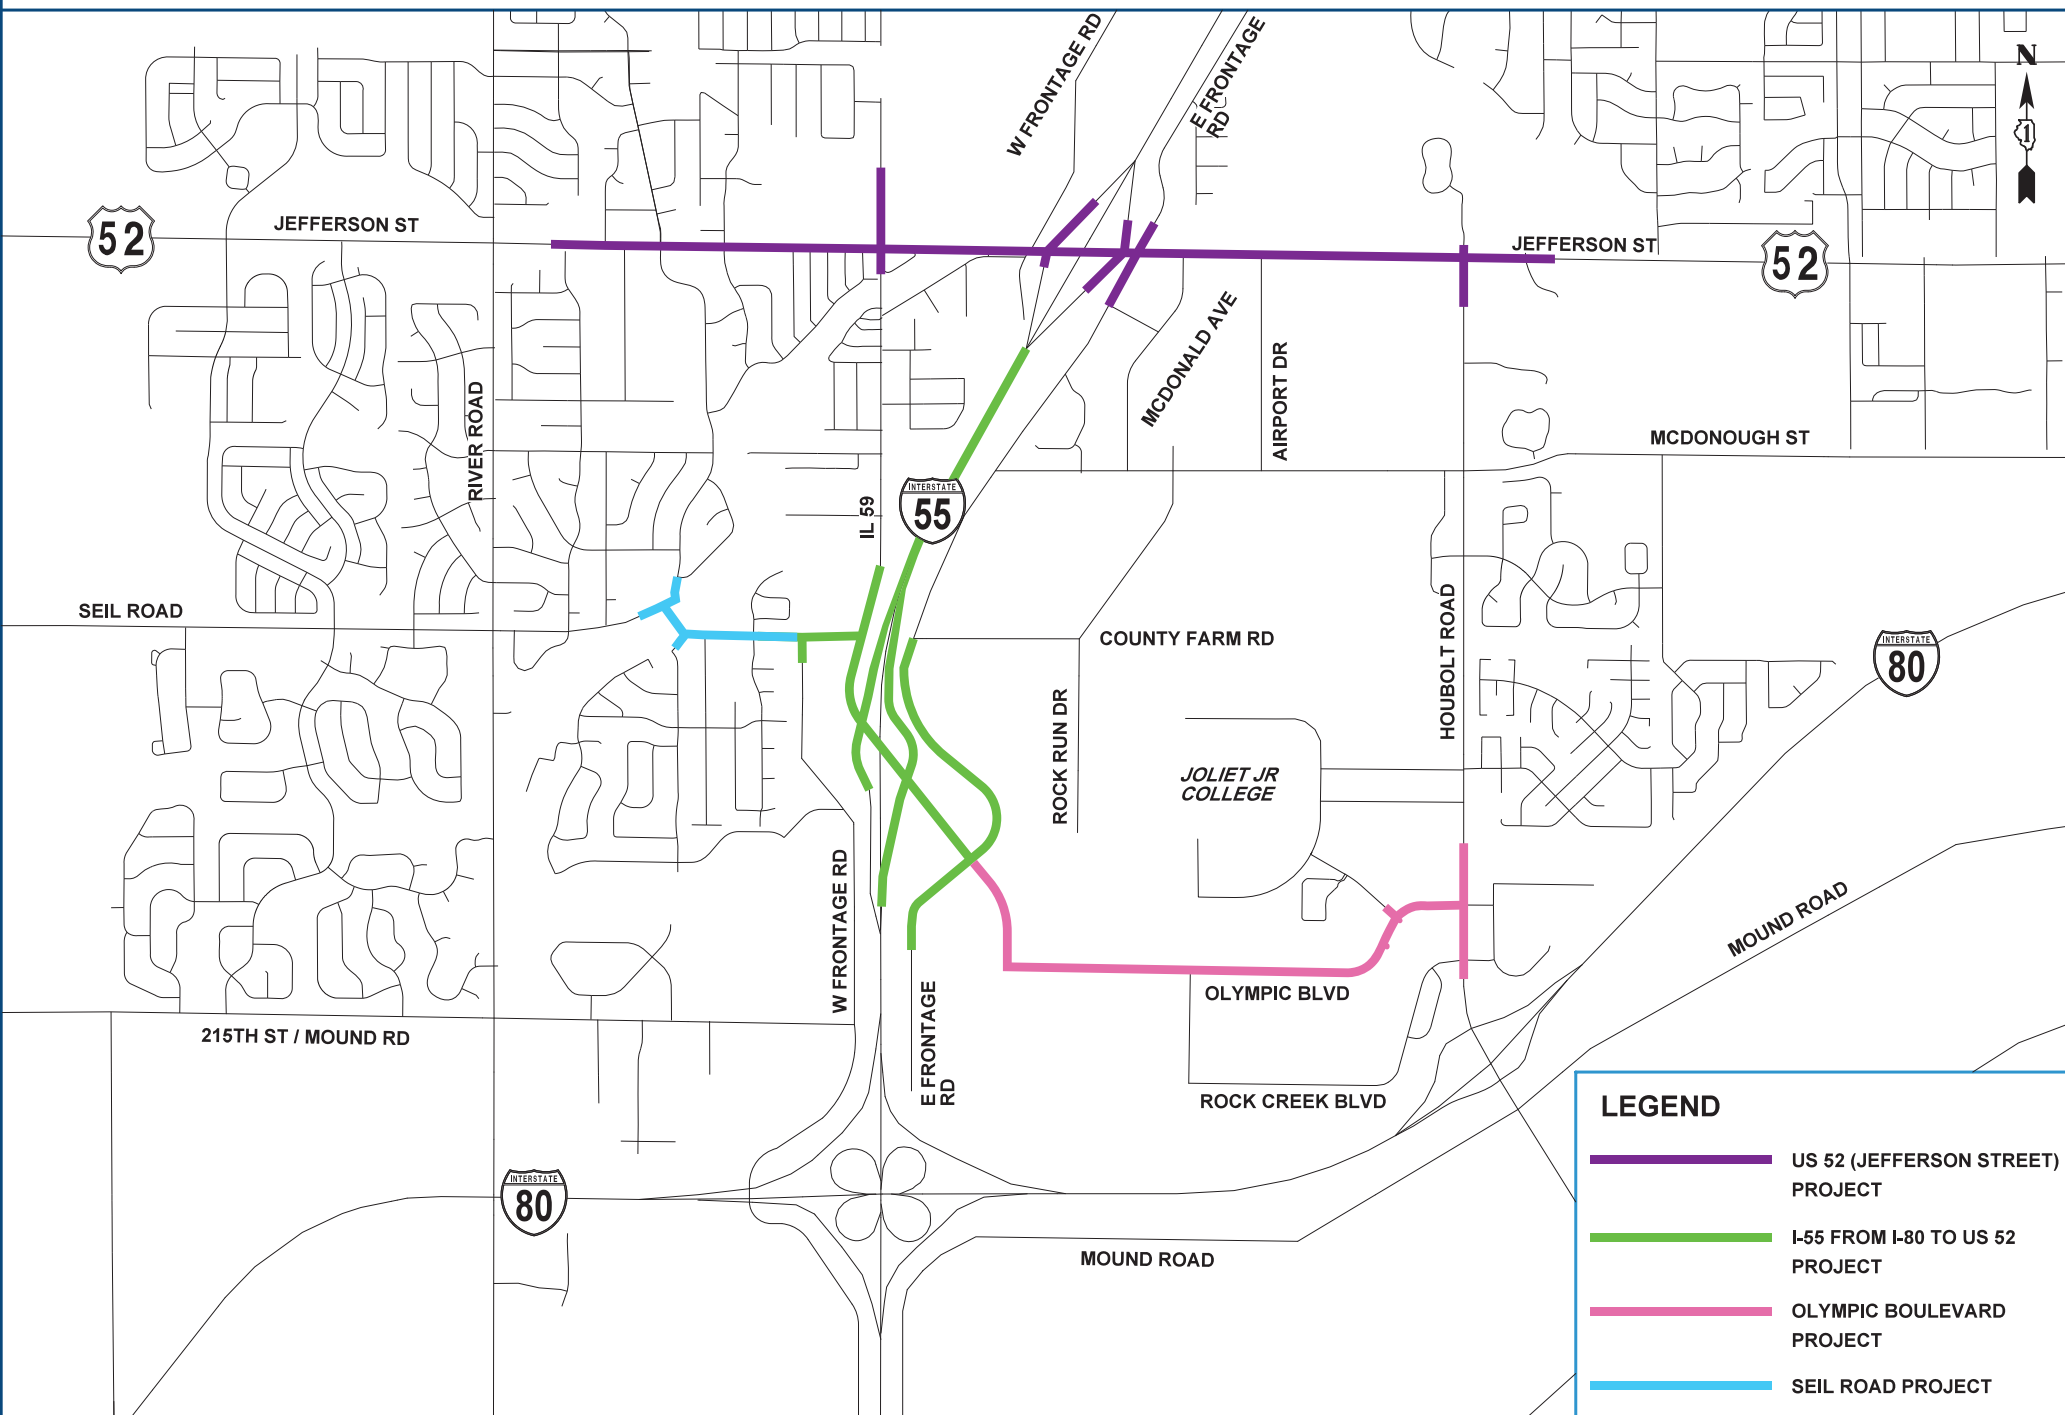 W FRONTAGE RD
E FRONTAGE
RD
N
1
52
JEFFERSON ST
JEFFERSON ST
52
MCDONALD AVE
AIRPORT DR
RIVER ROAD
MCDONOUGH ST
IL 59
INTERSTATE
55
SEIL ROAD
COUNTY FARM RD
HOUBOLT ROAD
INTERSTATE
80
ROCK RUN DR
JOLIET JR
COLLEGE
W FRONTAGE RD
MOUND ROAD
OLYMPIC BLVD
215TH ST / MOUND RD
E FRONTAGE
RD
ROCK CREEK BLVD
INTERSTATE
80
MOUND ROAD
LEGEND
US 52 (JEFFERSON STREET)
PROJECT
I-55 FROM I-80 TO US 52
PROJECT
OLYMPIC BOULEVARD
PROJECT
SEIL ROAD PROJECT